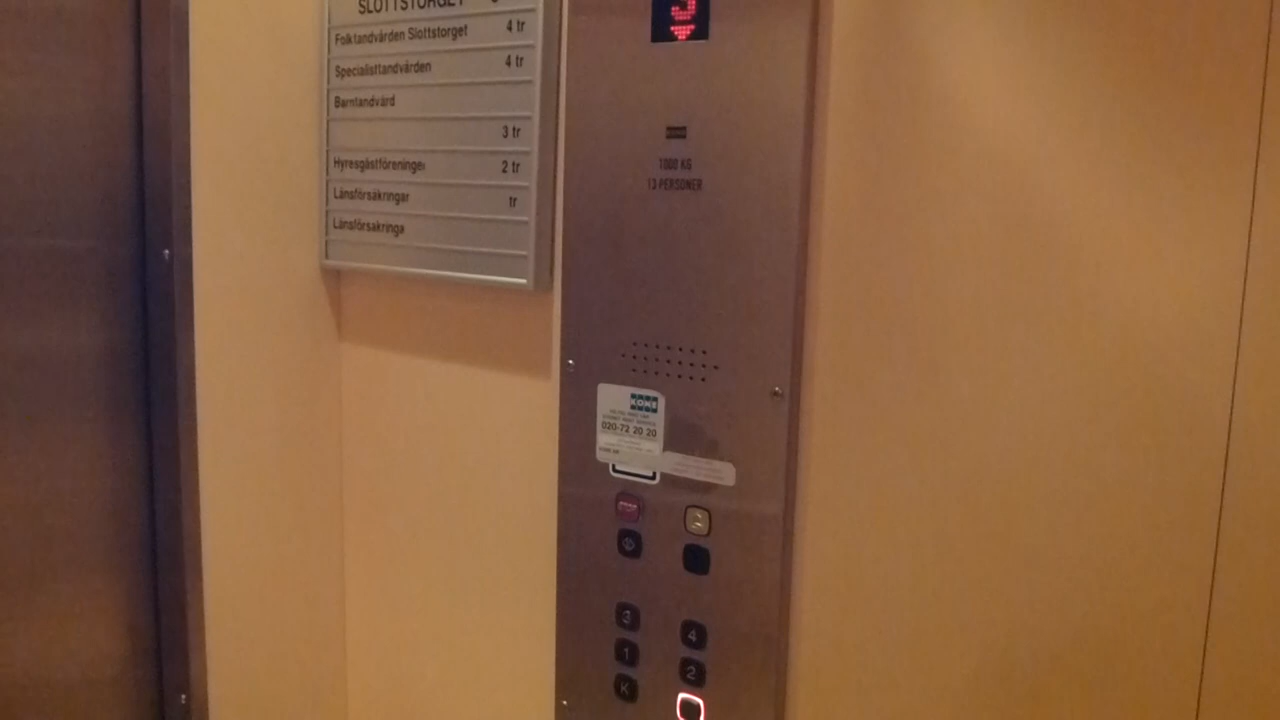 SLOTTSTORGET
Folktandvården Slottstorget 4 tr
Specialisttandvården 4 tr
Barntandvård
3 tr
Hyresgästföreningen 2 tr
Länsförsäkringar tr
Länsförsäkringa
1000 KG
13 PERSONER
KONE
020-72 20 20
3 4
1 2
K